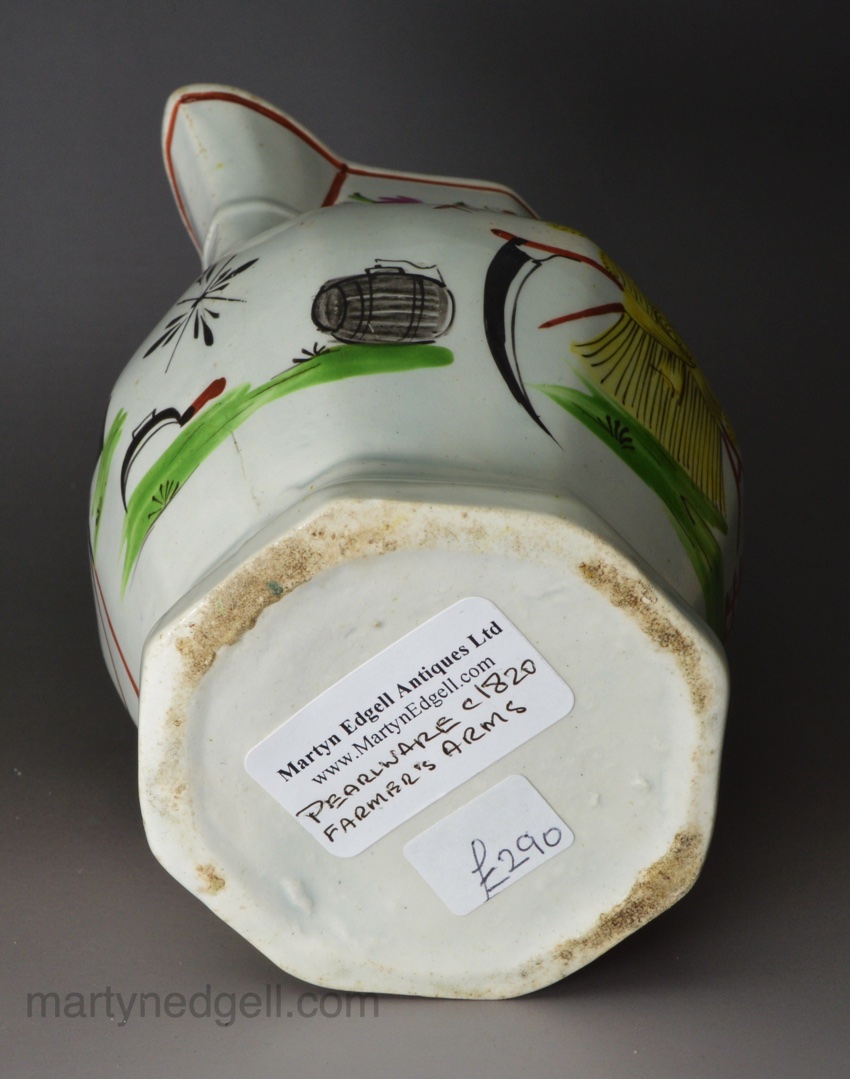 Martyn Edgell Antiques Ltd
www.MartynEdgell.com
PEARLWARE c1820
FARMER'S ARMS
£290
martynedgell.com